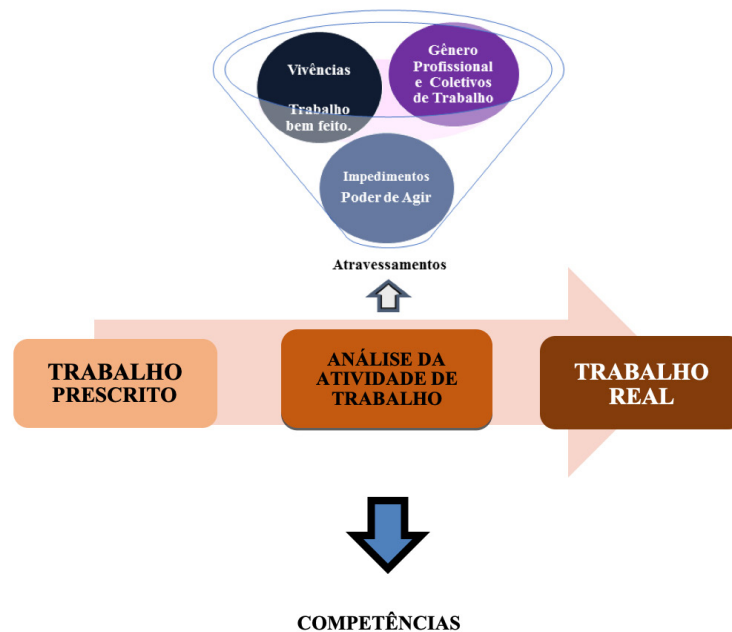 Vivências
Trabalho
bem feito.
Gênero
Profissional
e Coletivos
de Trabalho
Impedimentos
Poder de Agir
Atravessamentos
TRABALHO
PRESCRITO
ANÁLISE DA
ATIVIDADE DE
TRABALHO
TRABALHO
REAL
COMPETÊNCIAS